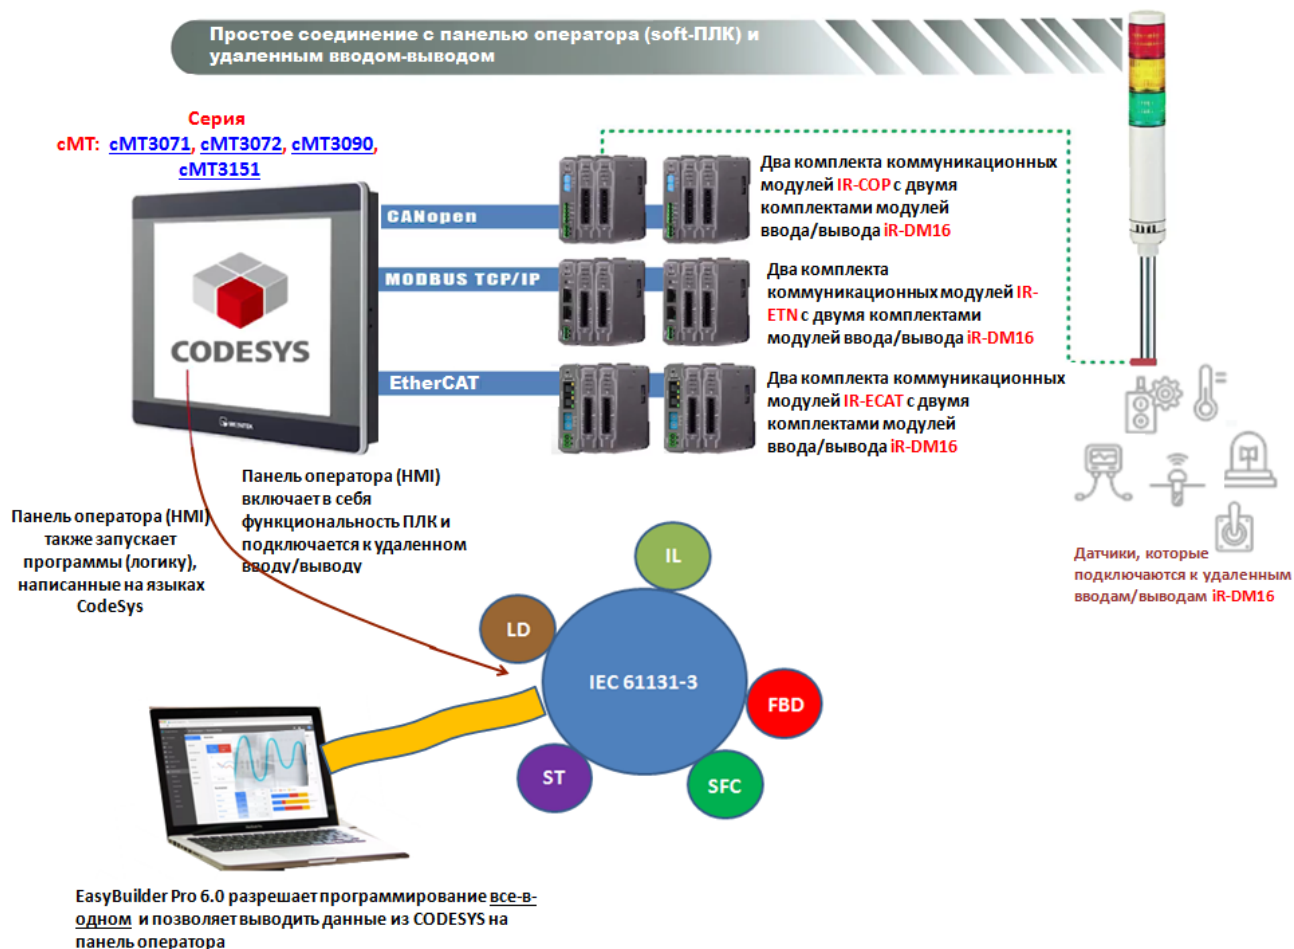 Простое соединение с панелью оператора (soft-ПЛК) и
удаленным вводом-выводом
Серия
cMT: cMT3071, cMT3072, cMT3090,
cMT3151
CODESYS
CANopen
MODBUS TCP/IP
EtherCAT
Два комплекта коммуникационных
модулей IR-COP с двумя
комплектами модулей
ввода/вывода iR-DM16
Два комплекта
коммуникационных модулей IR-
ETN с двумя комплектами
модулей ввода/вывода iR-DM16
Два комплекта коммуникационных
модулей IR-ECAT с двумя
комплектами модулей
ввода/вывода iR-DM16
Датчики, которые
подключаются к удаленным
вводам/выводам iR-DM16
Панель оператора (HMI)
включает в себя
функциональность ПЛК и
подключается к удаленном
вводу/выводу
Панель оператора (HMI)
также запускает
программы (логику),
написанные на языках
CodeSys
IL
LD
IEC 61131-3
FBD
ST
SFC
EasyBuilder Pro 6.0 разрешает программирование все-в-
одном и позволяет выводить данные из CODESYS на
панель оператора